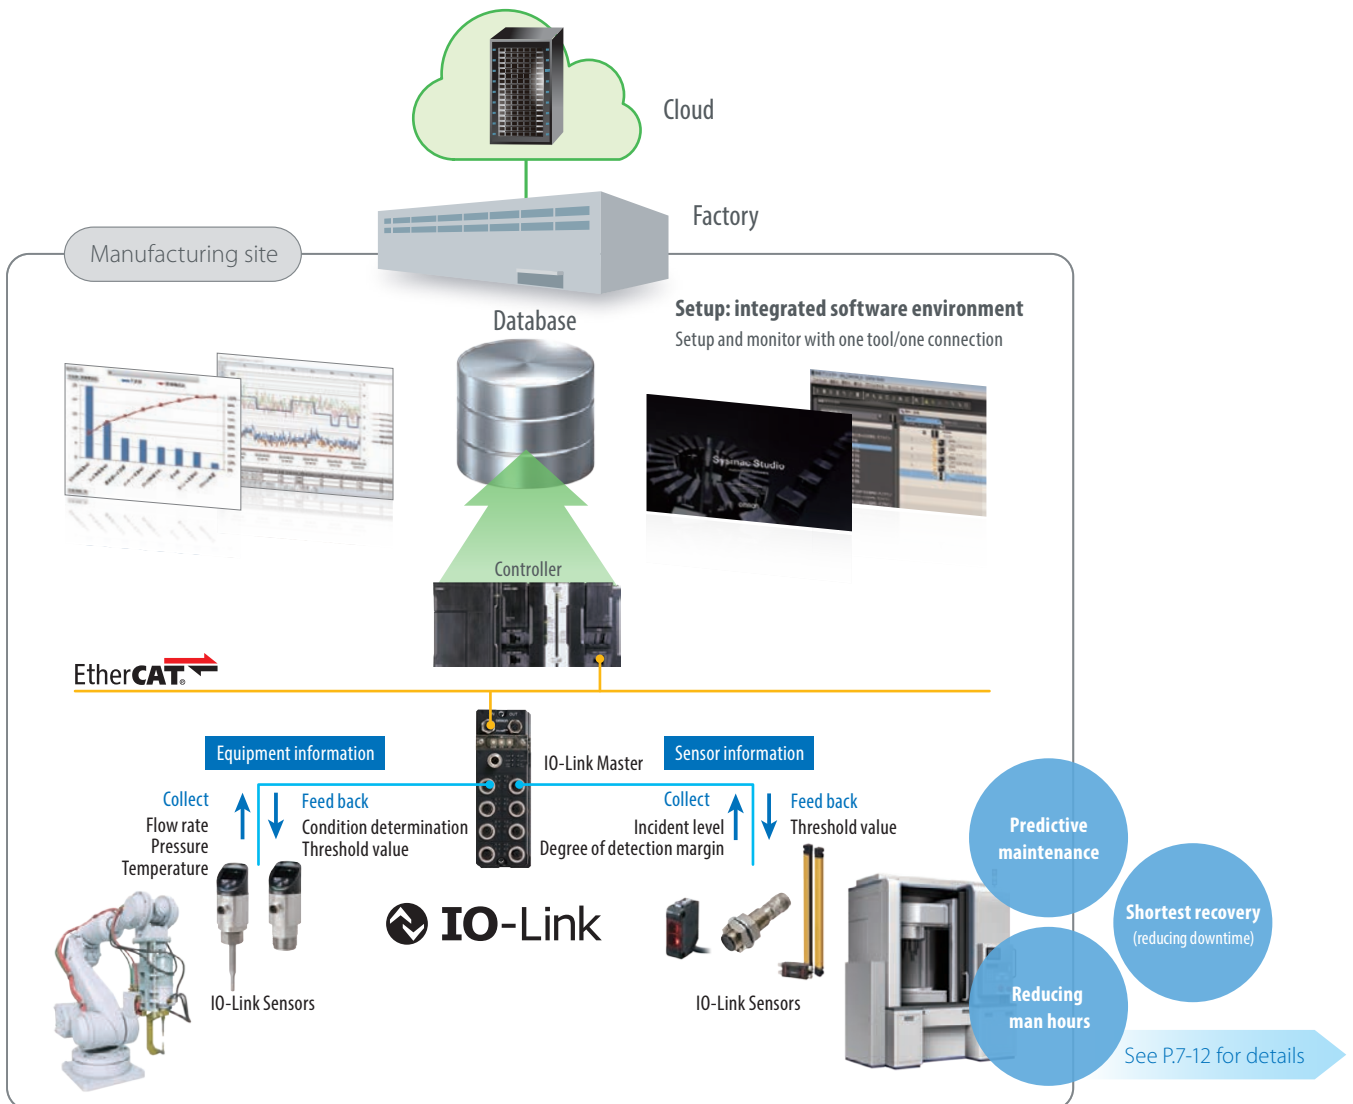 Cloud
Factory
Manufacturing site
Database
Setup: integrated software environment
Setup and monitor with one tool/one connection
Sysmac Studio
Controller
EtherCAT®
Equipment information
IO-Link Master
Sensor information
Collect
Flow rate
Pressure
Temperature
Feed back
Condition determination
Threshold value
Collect
Incident level
Degree of detection margin
Feed back
Threshold value
IO-Link
IO-Link Sensors
IO-Link Sensors
Predictive
maintenance
Shortest recovery
(reducing downtime)
Reducing
man hours
See P.7-12 for details